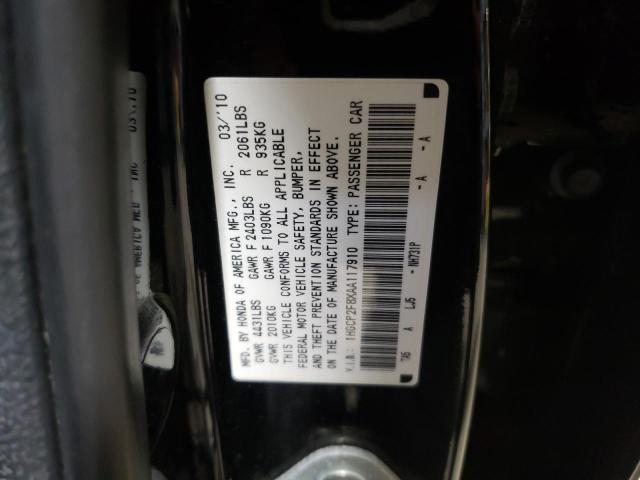 MFD. BY HONDA OF AMERICA MFG., INC. 03/'10
GVWR 4431LBS GAWR F 2403LBS R 2061LBS
GVWR 2010KG GAWR F 1090KG R 935KG
THIS VEHICLE CONFORMS TO ALL APPLICABLE
FEDERAL MOTOR VEHICLE SAFETY, BUMPER,
AND THEFT PREVENTION STANDARDS IN EFFECT
ON THE DATE OF MANUFACTURE SHOWN ABOVE.
V.I.N.: 1HGCP2F8XAA117910 TYPE: PASSENGER CAR
TA5 A LJ5 - NH731P - A - A